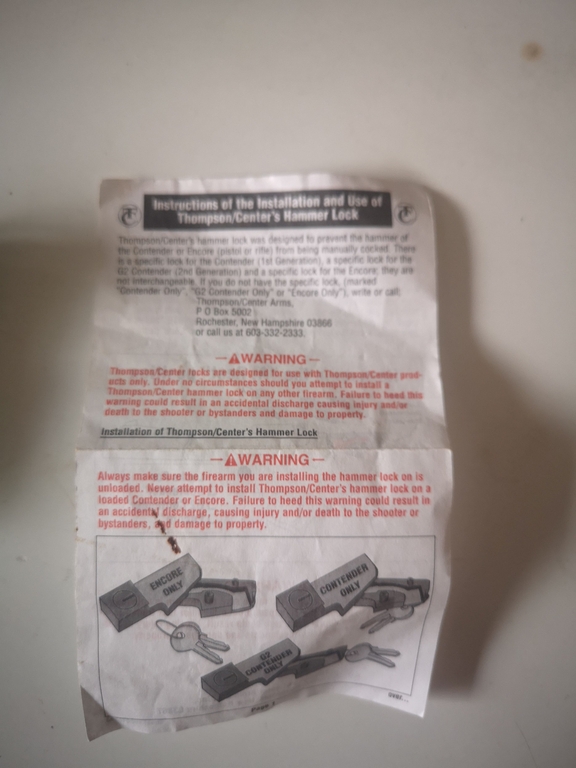 Instructions of the Installation and Use of
Thompson/Center's Hammer Lock
Thompson/Center's hammer lock was designed to prevent the hammer of
the Contender or Encore (pistol or rifle) from being manually cocked. There
is a specific lock for the Contender (1st Generation), a specific lock for the
G2 Contender (2nd Generation) and a specific lock for the Encore; they are
not interchangeable. If you do not have the specific lock, (marked
"Contender Only", "G2 Contender Only" or "Encore Only"), write or call:
Thompson/Center Arms,
P O Box 5002
Rochester, New Hampshire 03866
or call us at 603-332-2333.
WARNING
Thompson/Center locks are designed for use with Thompson/Center prod-
ucts only. Under no circumstances should you attempt to install a
Thompson/Center hammer lock on any other firearm. Failure to heed this
warning could result in an accidental discharge causing injury and/or
death to the shooter or bystanders and damage to property.
Installation of Thompson/Center's Hammer Lock
WARNING
Always make sure the firearm you are installing the hammer lock on is
unloaded. Never attempt to install Thompson/Center's hammer lock on a
loaded Contender or Encore. Failure to heed this warning could result in
an accidental discharge, causing injury and/or death to the shooter or
bystanders, and damage to property.
ENCORE
ONLY
CONTENDER
ONLY
G2
CONTENDER
ONLY